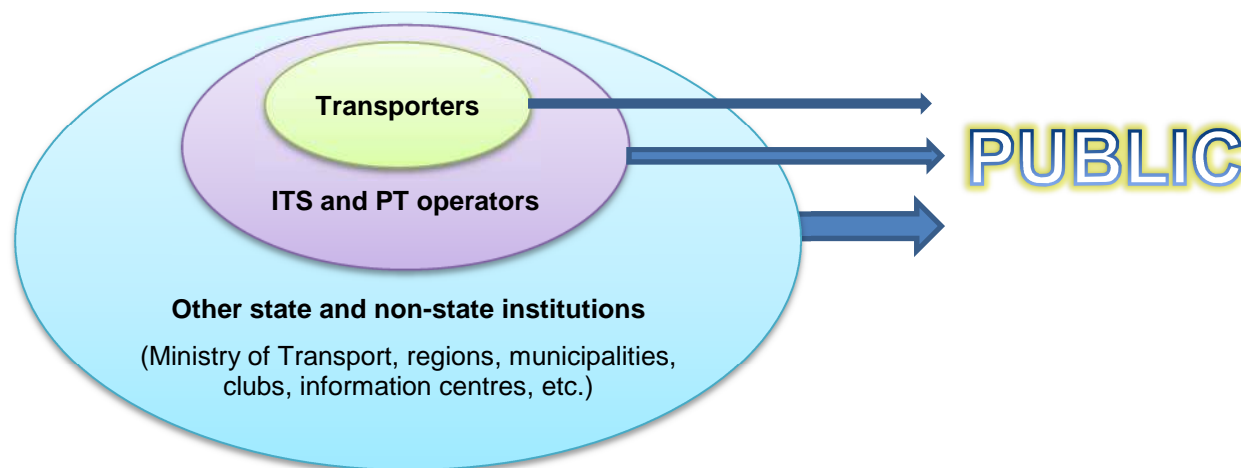 Transporters
PUBLIC
ITS and PT operators
Other state and non-state institutions
(Ministry of Transport, regions, municipalities,
clubs, information centres, etc.)